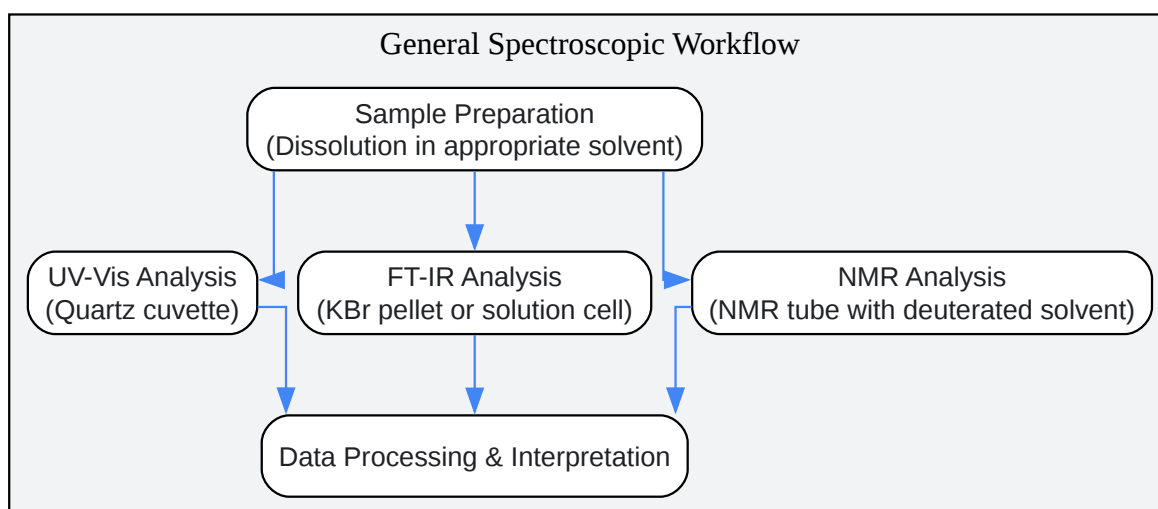 General Spectroscopic Workflow
Sample Preparation
(Dissolution in appropriate solvent)
UV-Vis Analysis
(Quartz cuvette)
FT-IR Analysis
(KBr pellet or solution cell)
NMR Analysis
(NMR tube with deuterated solvent)
Data Processing & Interpretation